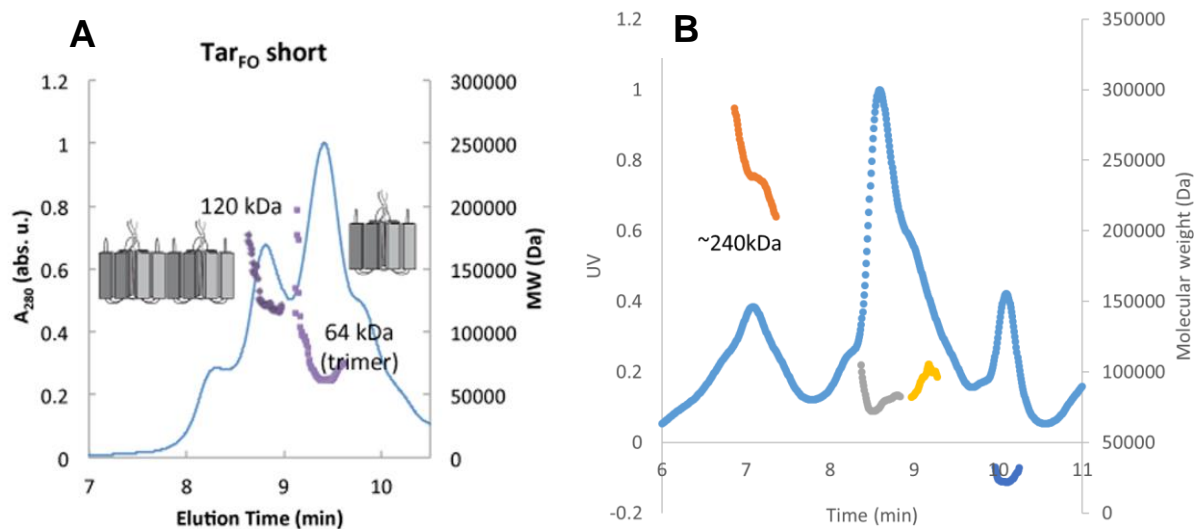 A
Tar_FO short
1.2
1
0.8
0.6
0.4
0.2
0
A_280 (abs. u.)
120 kDa
64 kDa
(trimer)
300000
250000
200000
150000
100000
50000
0
MW (Da)
7 8 9 10
Elution Time (min)
B
1.2
1
0.8
0.6
0.4
0.2
0
-0.2
UV
~240kDa
350000
300000
250000
200000
150000
100000
50000
0
Molecular weight (Da)
6 7 8 9 10 11
Time (min)